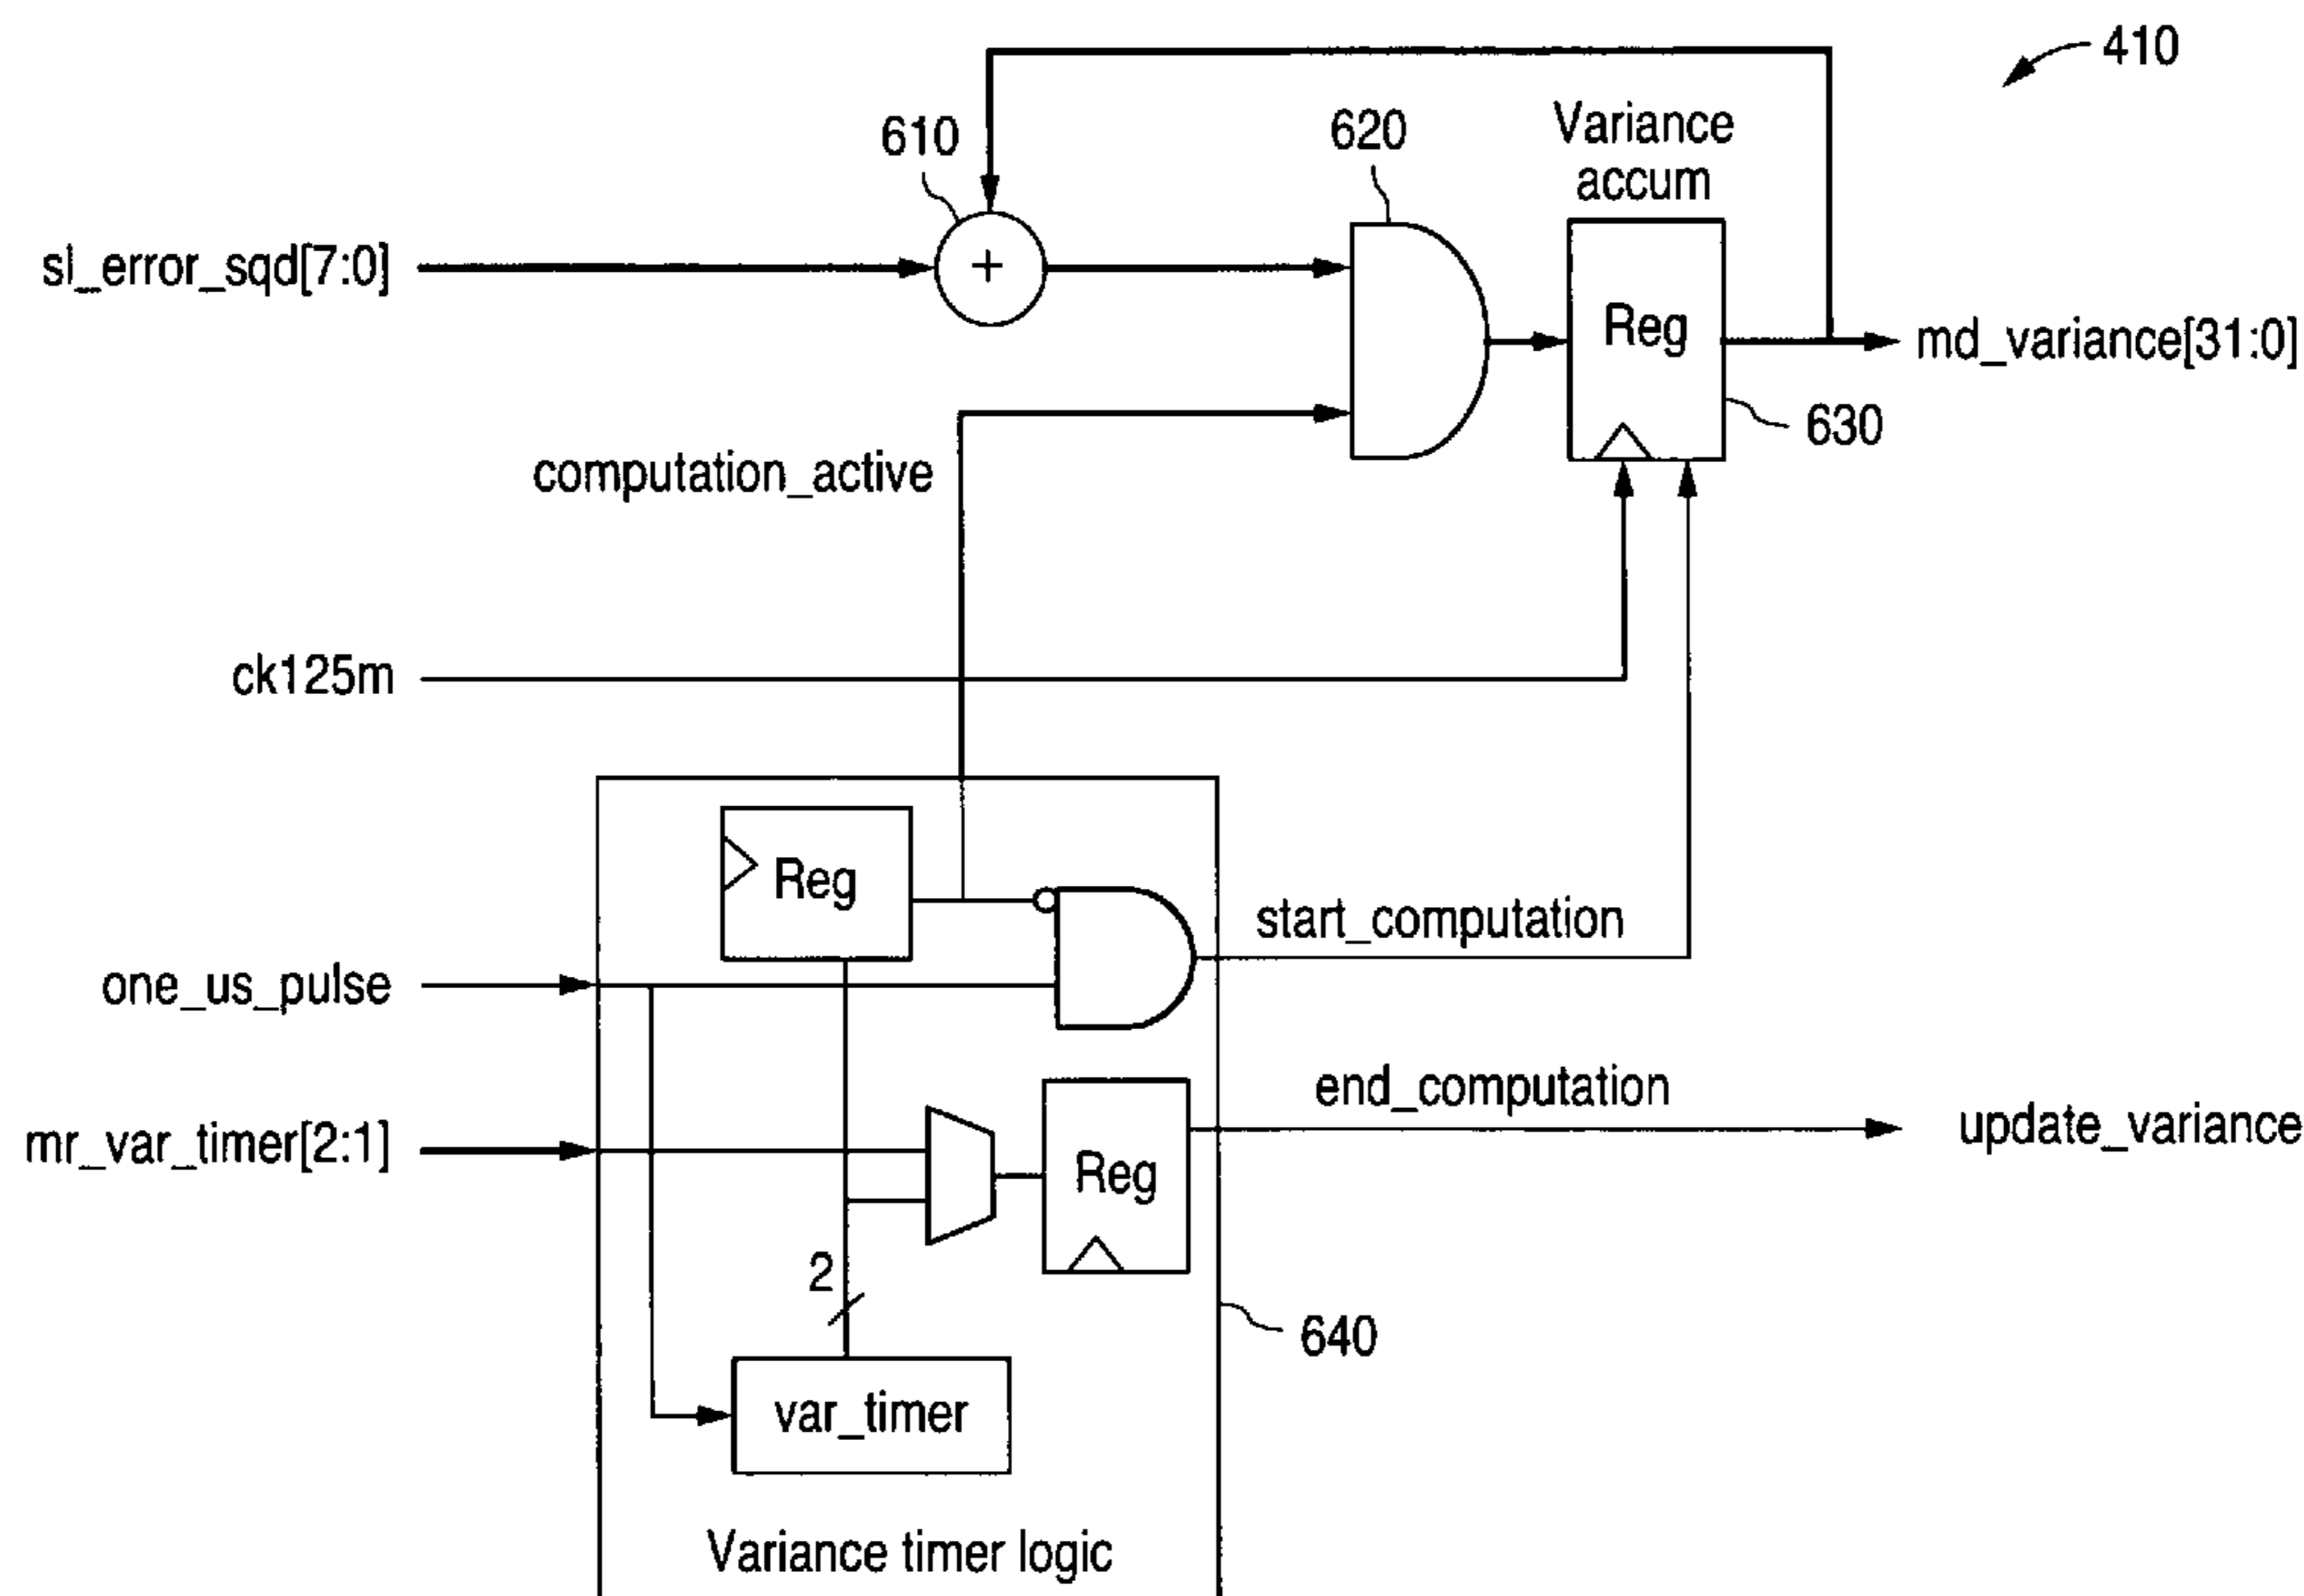 410
610
620
Variance
accum
sl_error_sqd[7:0]
+
Reg
md_variance[31:0]
630
computation_active
ck125m
Reg
start_computation
one_us_pulse
end_computation
mr_var_timer[2:1]
Reg
update_variance
2
640
var_timer
Variance timer logic